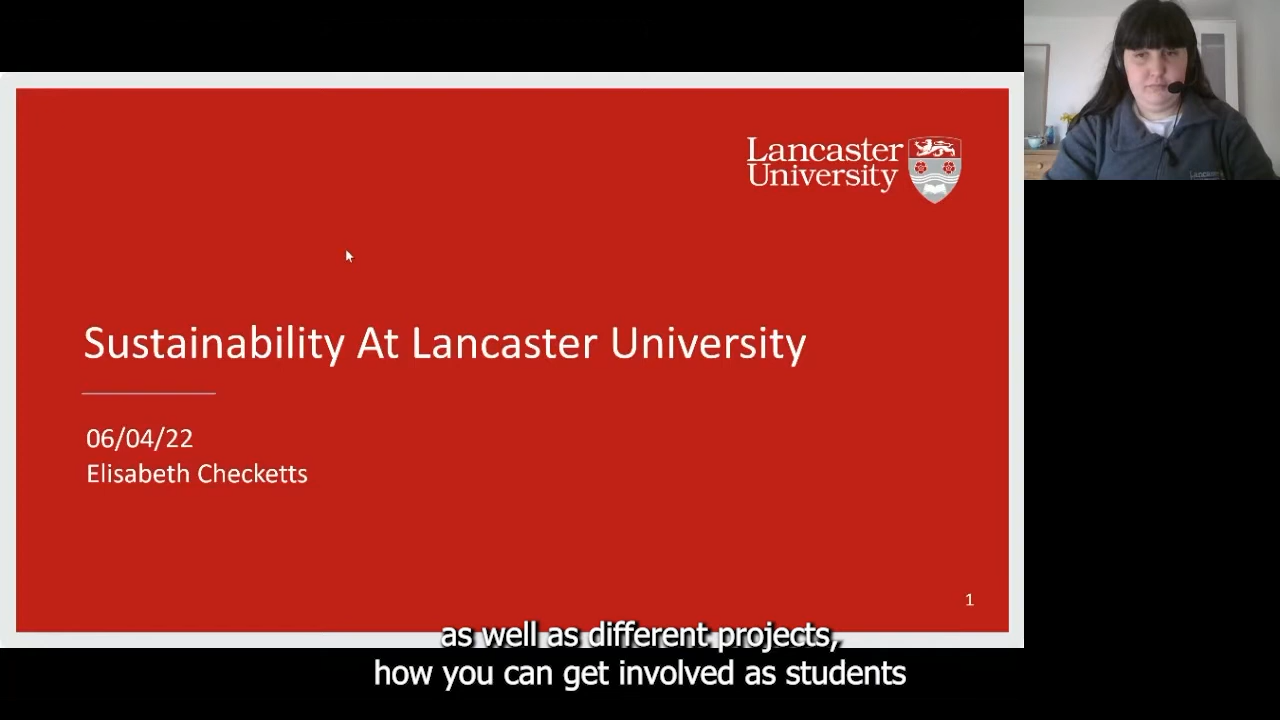 Lancaster
University
Sustainability At Lancaster University
06/04/22
Elisabeth Checketts
1
as well as different projects,
how you can get involved as students